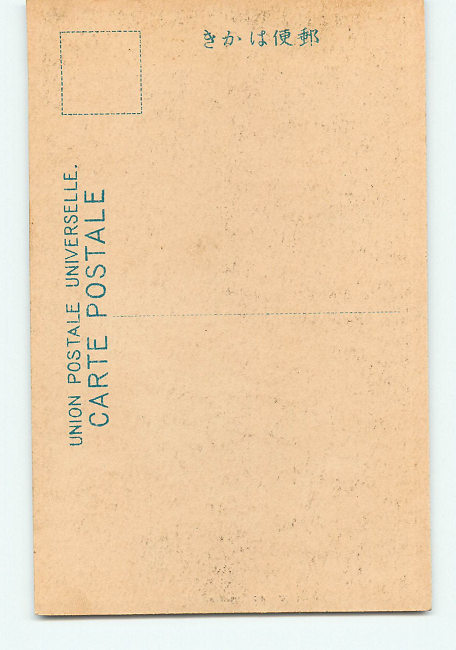 郵便はかき
UNION POSTALE UNIVERSELLE.
CARTE POSTALE